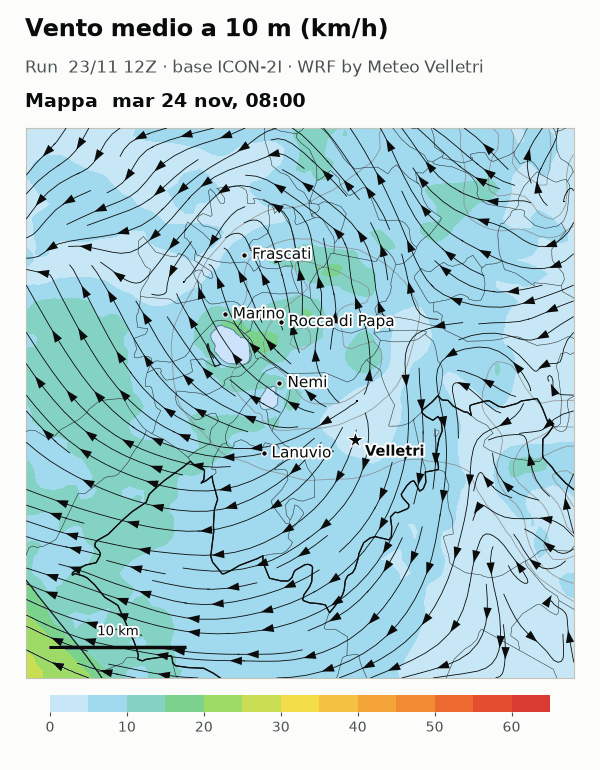 Vento medio a 10 m (km/h)
Run  23/11 12Z · base ICON-2I · WRF by Meteo Velletri
Mappa  mar 24 nov, 08:00
Frascati
Marino
Rocca di Papa
Nemi
Lanuvio
Velletri
10 km
0 10 20 30 40 50 60